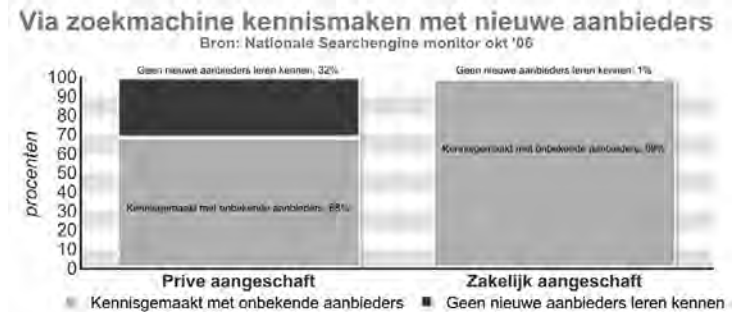 Via zoekmachine kennismaken met nieuwe aanbieders
Bron: Nationale Searchengine monitor okt '06
Geen nieuwe aanbieders leren kennen, 32%
Geen nieuwe aanbieders leren kennen, 1%
procenten
100
90
80
70
60
50
40
30
20
10
0
Kennisgemaakt met onbekende aanbieders, 68%
Kennisgemaakt met onbekende aanbieders, 99%
Prive aangeschaft
Zakelijk aangeschaft
Kennisgemaakt met onbekende aanbieders
Geen nieuwe aanbieders leren kennen